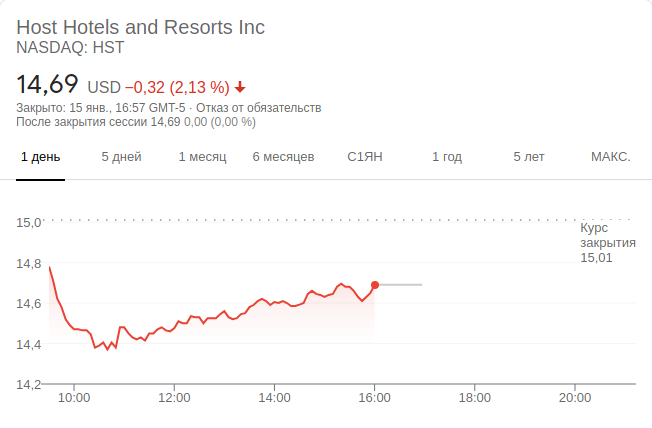 Host Hotels and Resorts Inc
NASDAQ: HST
14,69 USD −0,32 (2,13 %)
Закрыто: 15 янв., 16:57 GMT-5 · Отказ от обязательств
После закрытия сессии 14,69 0,00 (0,00 %)
1 день 5 дней 1 месяц 6 месяцев С1ЯН 1 год 5 лет МАКС.
15,0
Курс
закрытия
15,01
14,8
14,6
14,4
14,2
10:00 12:00 14:00 16:00 18:00 20:00